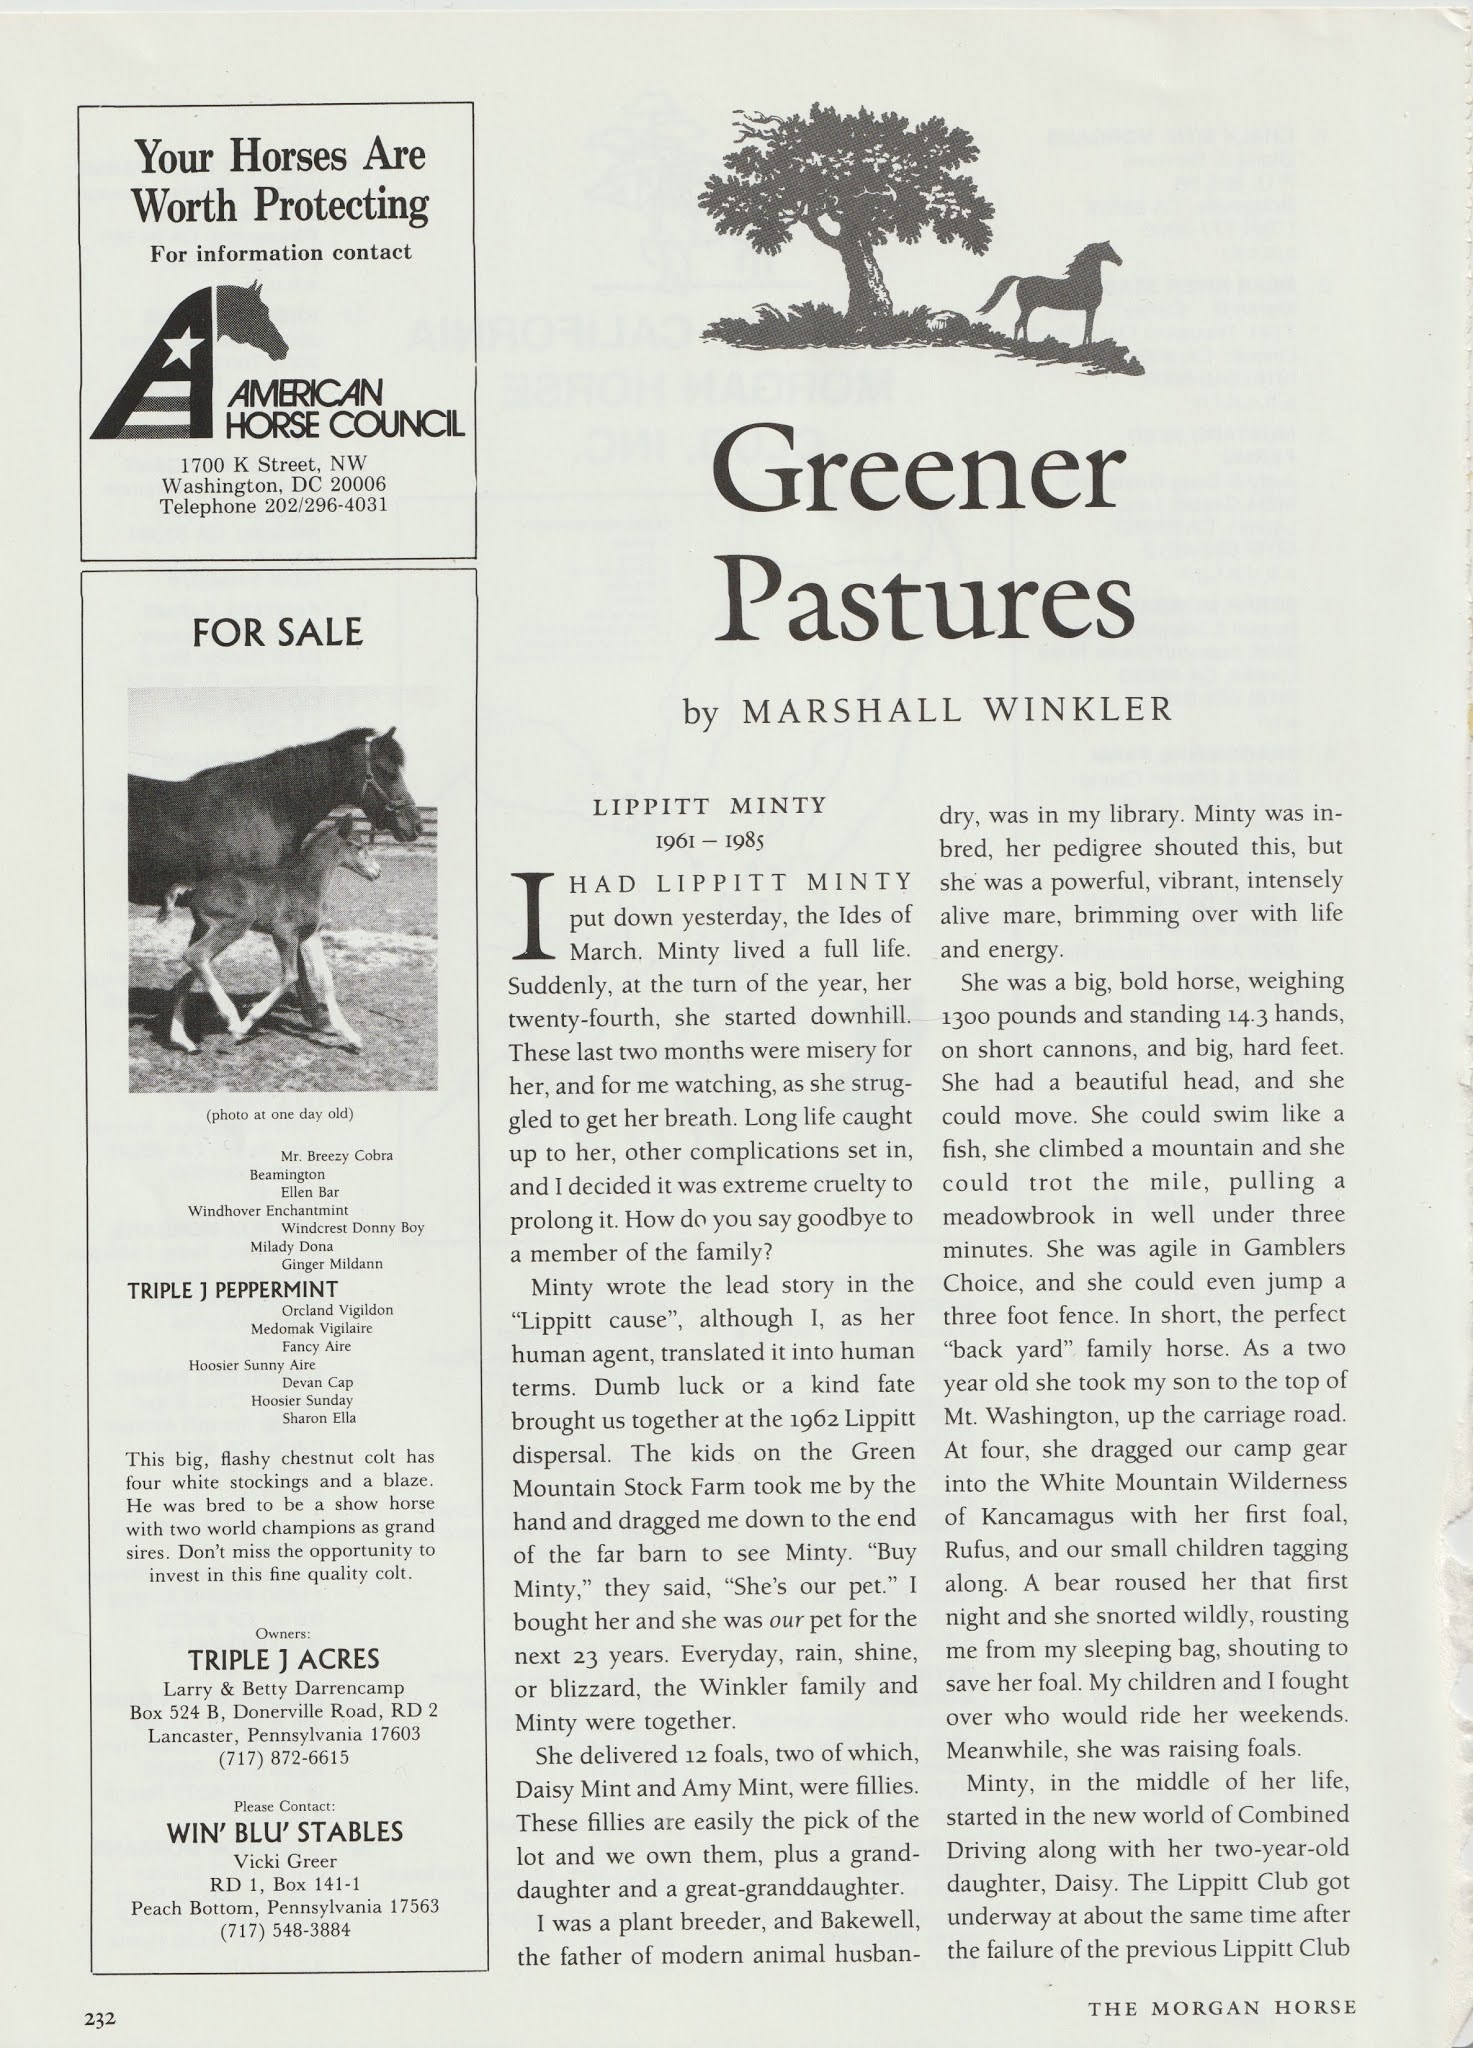 Your Horses Are
Worth Protecting
For information contact
AMERICAN
HORSE COUNCIL
1700 K Street, NW
Washington, DC 20006
Telephone 202/296-4031
FOR SALE
(photo at one day old)
Mr. Breezy Cobra
Beamington
Ellen Bar
Windhover Enchantmint
Windcrest Donny Boy
Milady Dona
Ginger Mildann
TRIPLE J PEPPERMINT
Orcland Vigildon
Medomak Vigilaire
Fancy Aire
Hoosier Sunny Aire
Devan Cap
Hoosier Sunday
Sharon Ella
This big, flashy chestnut colt has
four white stockings and a blaze.
He was bred to be a show horse
with two world champions as grand
sires. Don't miss the opportunity to
invest in this fine quality colt.
Owners:
TRIPLE J ACRES
Larry & Betty Darrencamp
Box 524 B, Donerville Road, RD 2
Lancaster, Pennsylvania 17603
(717) 872-6615
Please Contact:
WIN' BLU' STABLES
Vicki Greer
RD 1, Box 141-1
Peach Bottom, Pennsylvania 17563
(717) 548-3884
Greener
Pastures
by MARSHALL WINKLER
LIPPITT MINTY
1961 – 1985
I HAD LIPPITT MINTY
put down yesterday, the Ides of
March. Minty lived a full life.
Suddenly, at the turn of the year, her
twenty-fourth, she started downhill.
These last two months were misery for
her, and for me watching, as she strug-
gled to get her breath. Long life caught
up to her, other complications set in,
and I decided it was extreme cruelty to
prolong it. How do you say goodbye to
a member of the family?
Minty wrote the lead story in the
“Lippitt cause”, although I, as her
human agent, translated it into human
terms. Dumb luck or a kind fate
brought us together at the 1962 Lippitt
dispersal. The kids on the Green
Mountain Stock Farm took me by the
hand and dragged me down to the end
of the far barn to see Minty. “Buy
Minty,” they said, “She's our pet.” I
bought her and she was our pet for the
next 23 years. Everyday, rain, shine,
or blizzard, the Winkler family and
Minty were together.
She delivered 12 foals, two of which,
Daisy Mint and Amy Mint, were fillies.
These fillies are easily the pick of the
lot and we own them, plus a grand-
daughter and a great-granddaughter.
I was a plant breeder, and Bakewell,
the father of modern animal husban-
dry, was in my library. Minty was in-
bred, her pedigree shouted this, but
she was a powerful, vibrant, intensely
alive mare, brimming over with life
and energy.
She was a big, bold horse, weighing
1300 pounds and standing 14.3 hands,
on short cannons, and big, hard feet.
She had a beautiful head, and she
could move. She could swim like a
fish, she climbed a mountain and she
could trot the mile, pulling a
meadowbrook in well under three
minutes. She was agile in Gamblers
Choice, and she could even jump a
three foot fence. In short, the perfect
“back yard” family horse. As a two
year old she took my son to the top of
Mt. Washington, up the carriage road.
At four, she dragged our camp gear
into the White Mountain Wilderness
of Kancamagus with her first foal,
Rufus, and our small children tagging
along. A bear roused her that first
night and she snorted wildly, rousting
me from my sleeping bag, shouting to
save her foal. My children and I fought
over who would ride her weekends.
Meanwhile, she was raising foals.
Minty, in the middle of her life,
started in the new world of Combined
Driving along with her two-year-old
daughter, Daisy. The Lippitt Club got
underway at about the same time after
the failure of the previous Lippitt Club
232
THE MORGAN HORSE